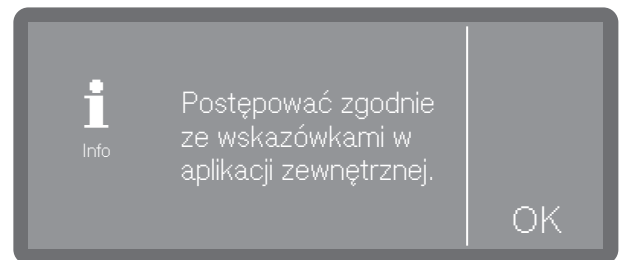 Info
Postępować zgodnie
ze wskazówkami w
aplikacji zewnętrznej.
OK